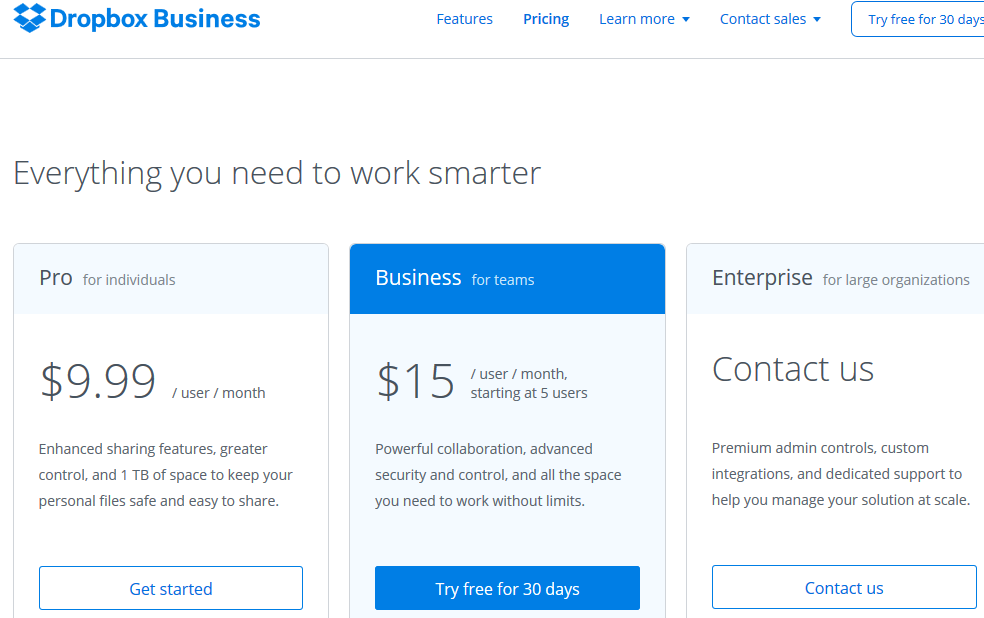 Dropbox Business
Features Pricing Learn more Contact sales Try free for 30 days
Everything you need to work smarter
Pro for individuals
$9.99 / user / month
Enhanced sharing features, greater
control, and 1 TB of space to keep your
personal files safe and easy to share.
Get started
Business for teams
$15 / user / month,
starting at 5 users
Powerful collaboration, advanced
security and control, and all the space
you need to work without limits.
Try free for 30 days
Enterprise for large organizations
Contact us
Premium admin controls, custom
integrations, and dedicated support to
help you manage your solution at scale.
Contact us